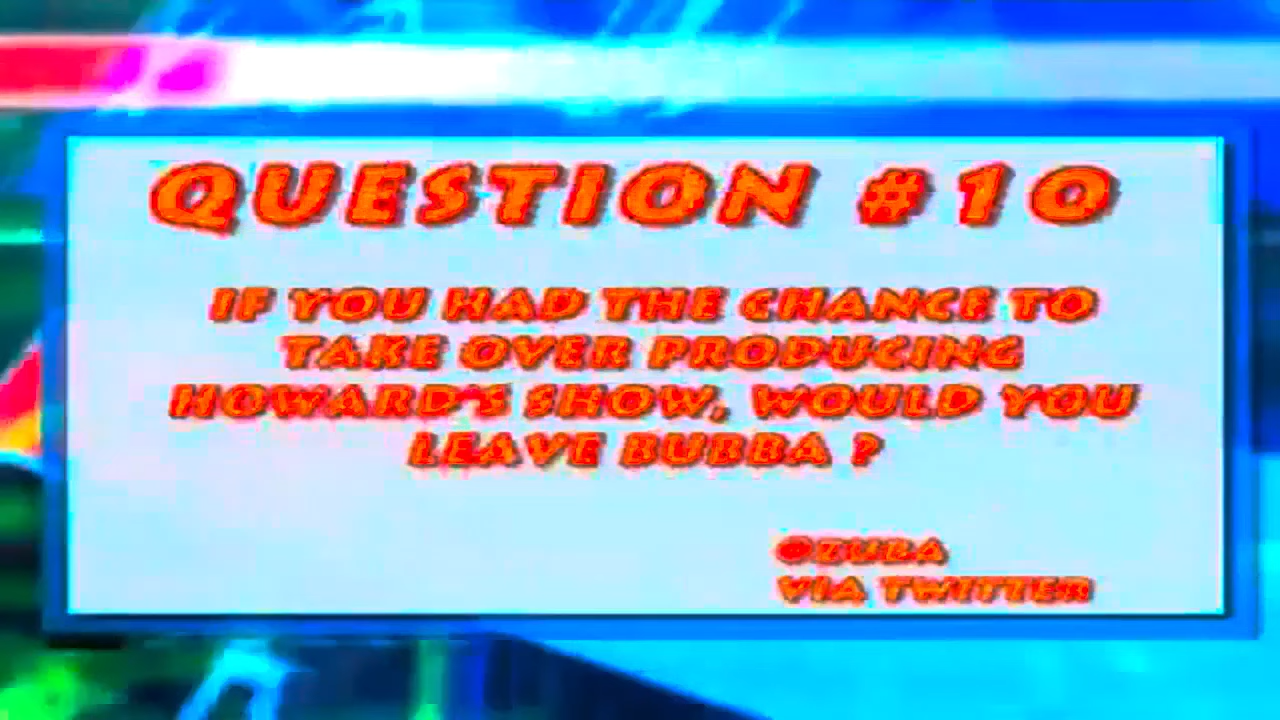 QUESTION #10
IF YOU HAD THE CHANCE TO
TAKE OVER PRODUCING
HOWARD'S SHOW, WOULD YOU
LEAVE BUBBA ?
VIA TWITTER